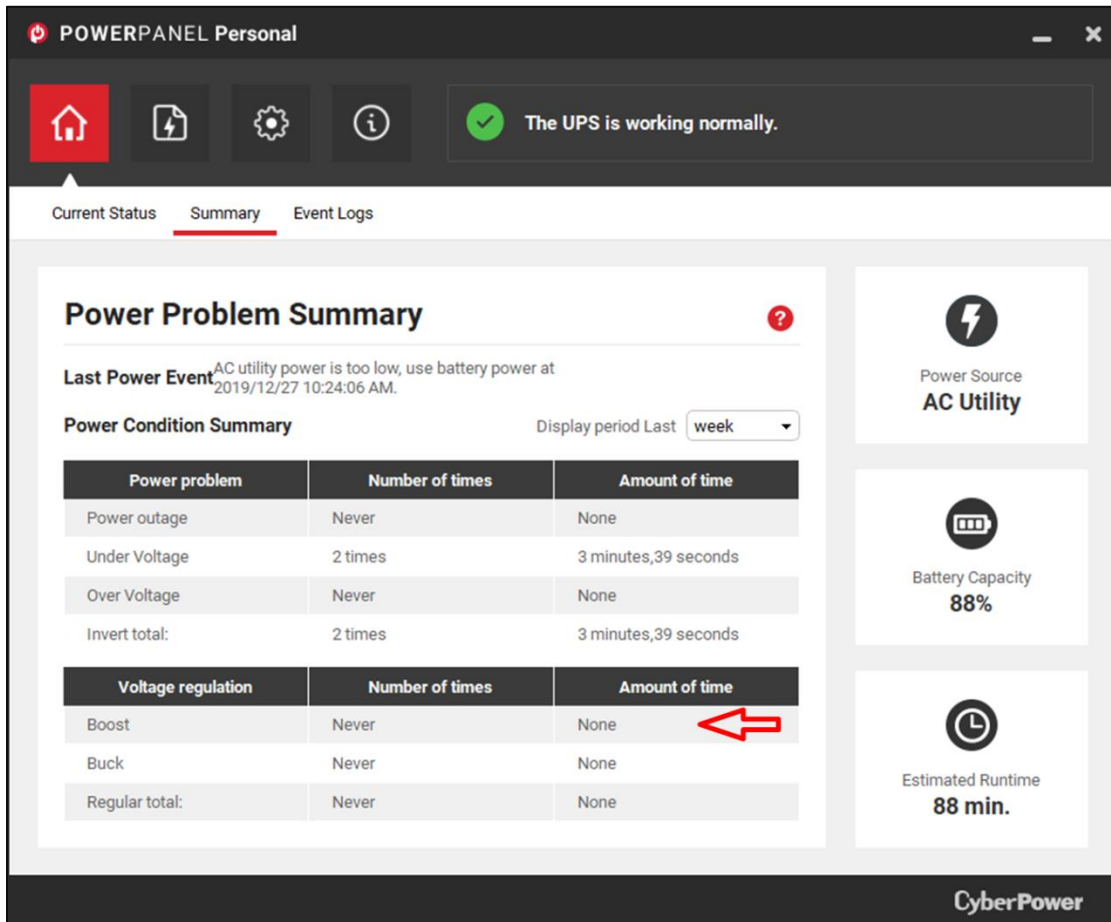 POWERPANEL Personal
The UPS is working normally.
Current Status Summary Event Logs
Power Problem Summary
?
Last Power Event AC utility power is too low, use battery power at
2019/12/27 10:24:06 AM.
Power Condition Summary
Display period Last week
Power problem Number of times Amount of time
Power outage Never None
Under Voltage 2 times 3 minutes,39 seconds
Over Voltage Never None
Invert total: 2 times 3 minutes,39 seconds
Voltage regulation Number of times Amount of time
Boost Never None
Buck Never None
Regular total: Never None
Power Source
AC Utility
Battery Capacity
88%
Estimated Runtime
88 min.
CyberPower